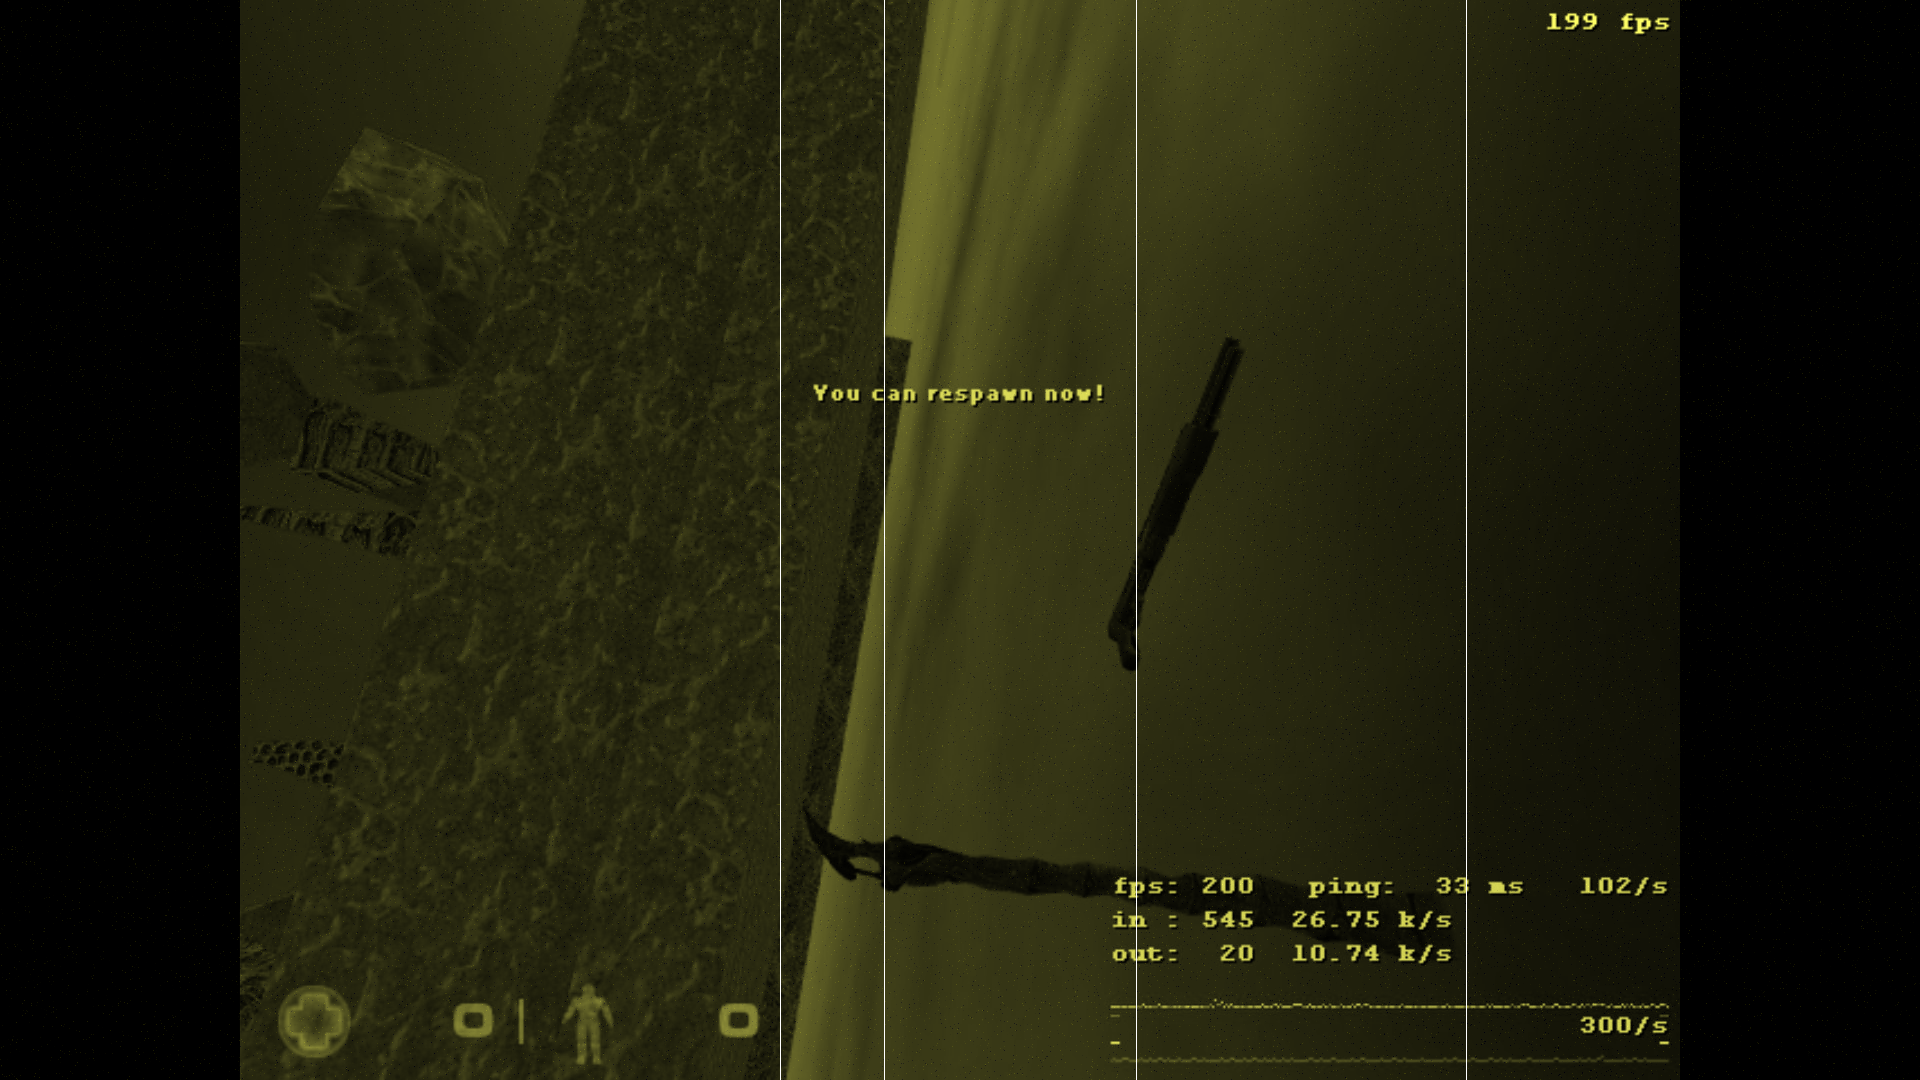 199 fps
You can respawn now!
fps: 200 ping: 33 ms 102/s
in : 545 26.75 k/s
out: 20 10.74 k/s
0 | 0
300/s